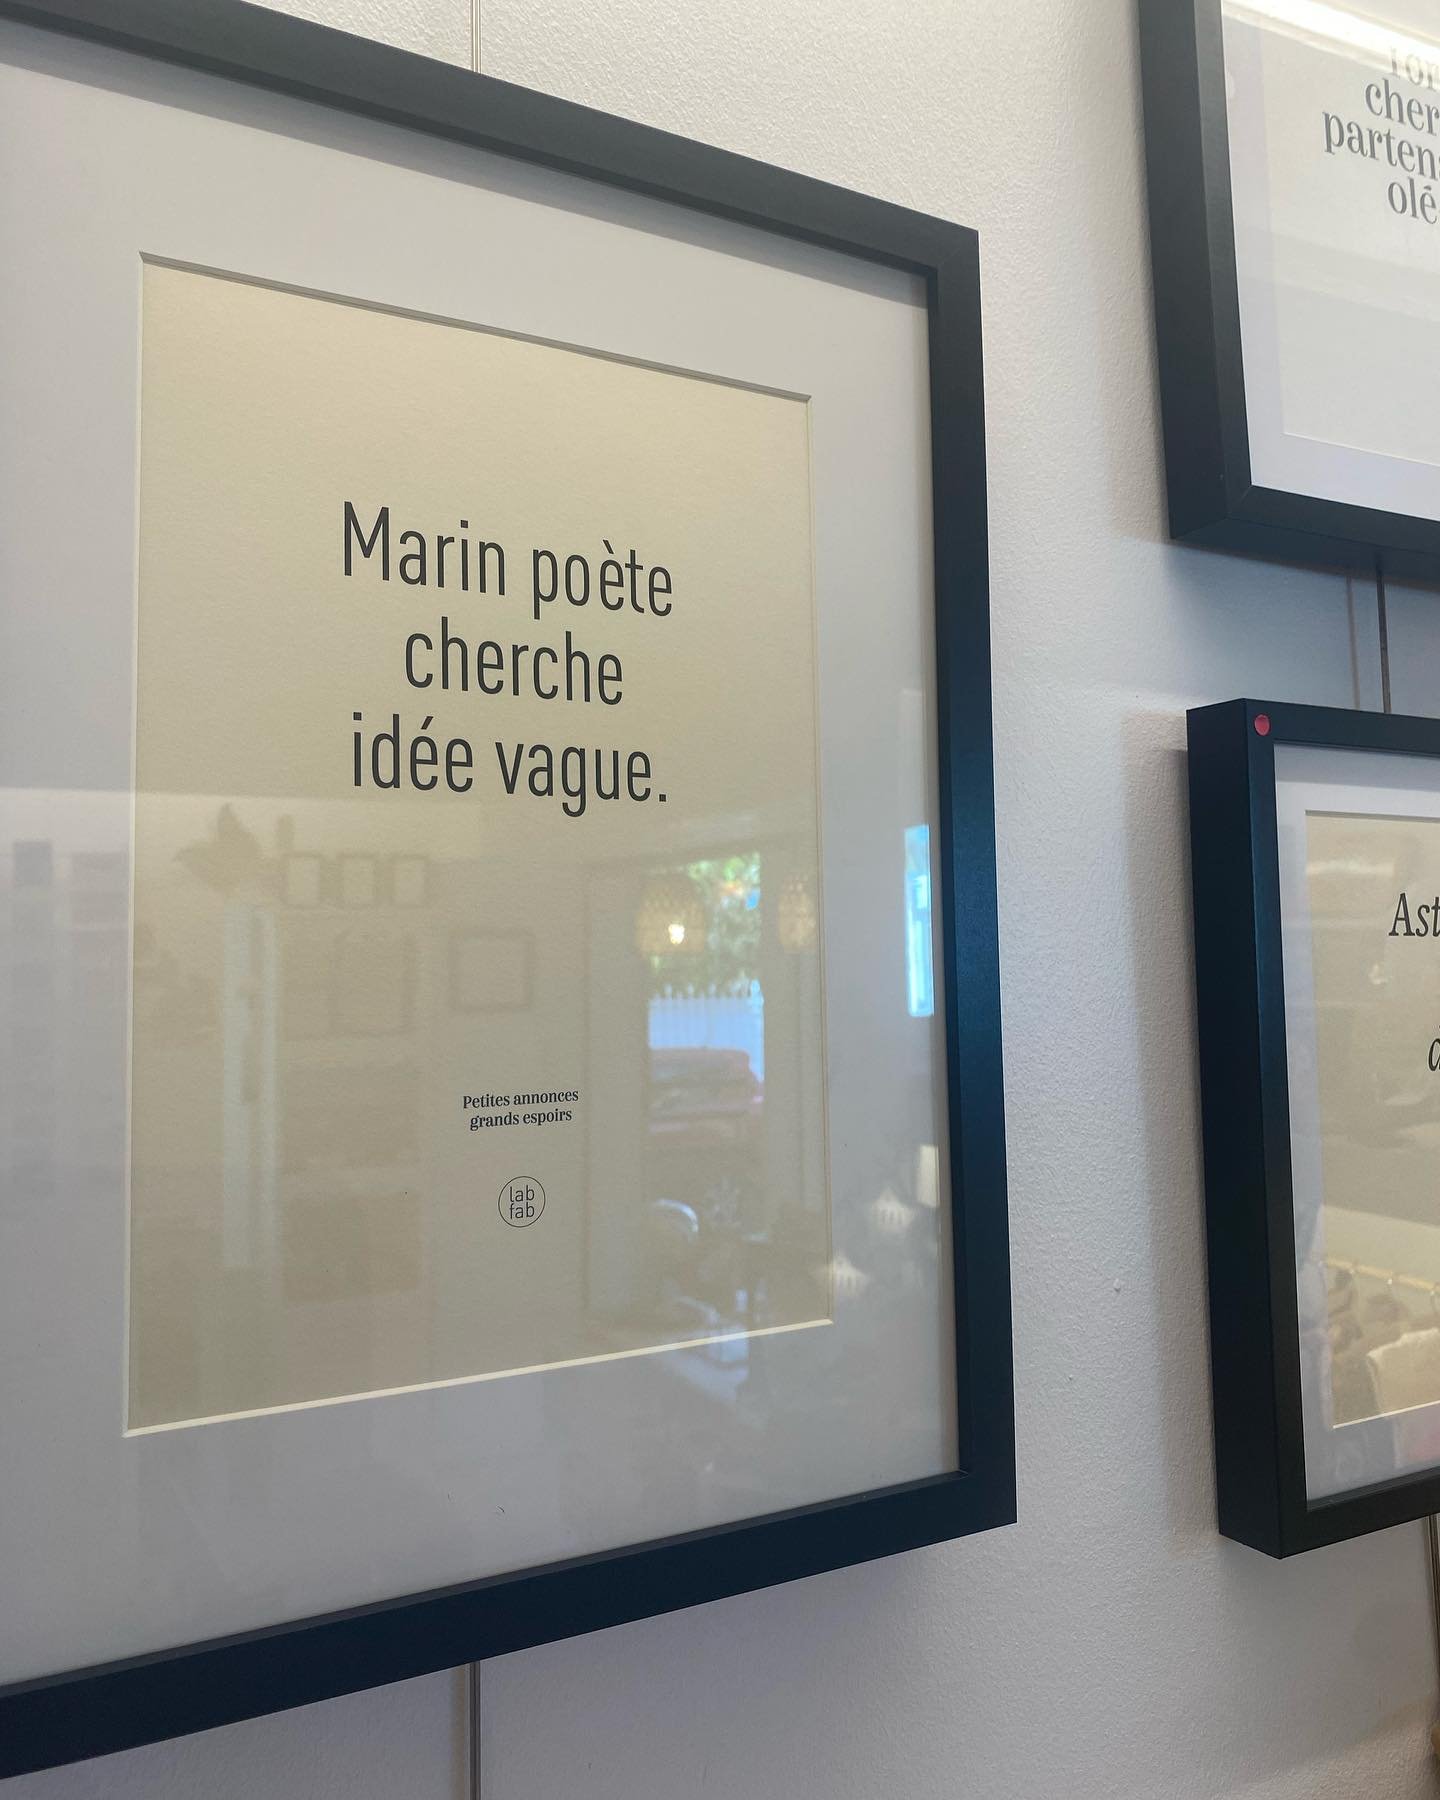 Marin poète
cherche
idée vague.
Petites annonces
grands espoirs
lab
fab
cher
parten
olé
Ast